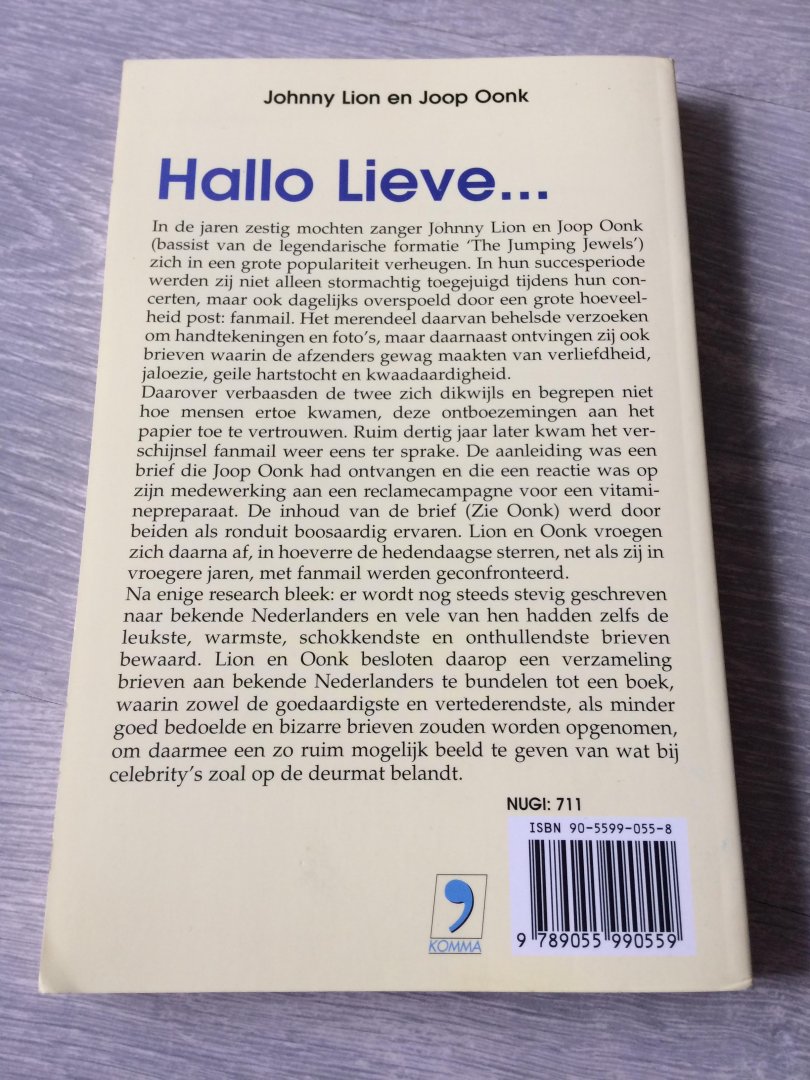 Johnny Lion en Joop Oonk
Hallo Lieve...
In de jaren zestig mochten zanger Johnny Lion en Joop Oonk
(bassist van de legendarische formatie ‘The Jumping Jewels’)
zich in een grote populariteit verheugen. In hun succesperiode
werden zij niet alleen stormachtig toegejuigd tijdens hun con-
certen, maar ook dagelijks overspoeld door een grote hoeveel-
heid post: fanmail. Het merendeel daarvan behelsde verzoeken
om handtekeningen en foto's, maar daarnaast ontvingen zij ook
brieven waarin de afzenders gewag maakten van verliefdheid,
jaloezie, geile hartstocht en kwaadaardigheid.
Daarover verbaasden de twee zich dikwijls en begrepen niet
hoe mensen ertoe kwamen, deze ontboezemingen aan het
papier toe te vertrouwen. Ruim dertig jaar later kwam het ver-
schijnsel fanmail weer eens ter sprake. De aanleiding was een
brief die Joop Oonk had ontvangen en die een reactie was op
zijn medewerking aan een reclamecampagne voor een vitami-
nepreparaat. De inhoud van de brief (Zie Oonk) werd door
beiden als ronduit boosaardig ervaren. Lion en Oonk vroegen
zich daarna af, in hoeverre de hedendaagse sterren, net als zij in
vroegere jaren, met fanmail werden geconfronteerd.
Na enige research bleek: er wordt nog steeds stevig geschreven
naar bekende Nederlanders en vele van hen hadden zelfs de
leukste, warmste, schokkendste en onthullendste brieven
bewaard. Lion en Oonk besloten daarop een verzameling
brieven aan bekende Nederlanders te bundelen tot een boek,
waarin zowel de goedaardigste en vertederendste, als minder
goed bedoelde en bizarre brieven zouden worden opgenomen,
om daarmee een zo ruim mogelijk beeld te geven van wat bij
celebrity's zoal op de deurmat belandt.
NUGI: 711
ISBN 90-5599-055-8
9 789055 990559
KOMMA